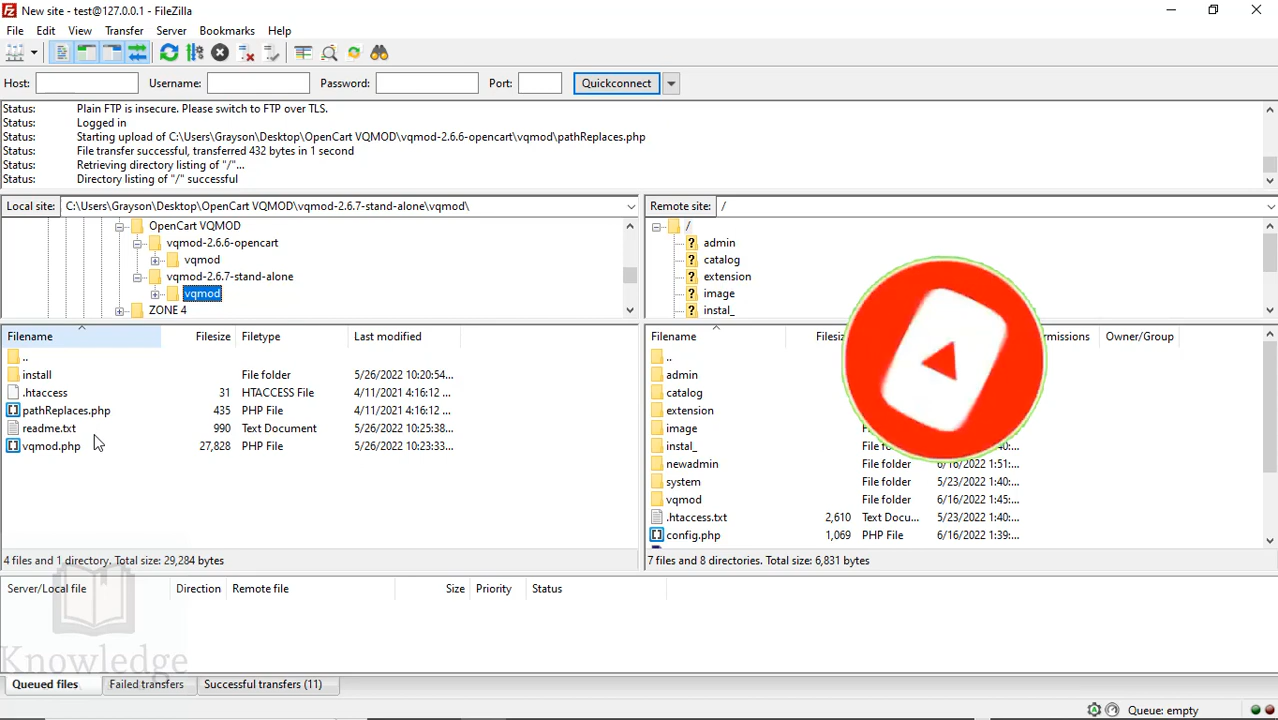 New site - test@127.0.0.1 - FileZilla
File Edit View Transfer Server Bookmarks Help
Host: Username: Password: Port: Quickconnect
Status: Plain FTP is insecure. Please switch to FTP over TLS.
Status: Logged in
Status: Starting upload of C:\Users\Grayson\Desktop\OpenCart VQMOD\vqmod-2.6.6-opencart\vqmod\pathReplaces.php
Status: File transfer successful, transferred 432 bytes in 1 second
Status: Retrieving directory listing of "/"...
Status: Directory listing of "/" successful
Local site: C:\Users\Grayson\Desktop\OpenCart VQMOD\vqmod-2.6.7-stand-alone\vqmod\
OpenCart VQMOD
vqmod-2.6.6-opencart
vqmod
vqmod-2.6.7-stand-alone
vqmod
ZONE 4
Filename Filesize Filetype Last modified
..
install File folder 5/26/2022 10:20:54...
.htaccess 31 HTACCESS File 4/11/2021 4:16:12 ...
pathReplaces.php 435 PHP File 4/11/2021 4:16:12 ...
readme.txt 990 Text Document 5/26/2022 10:25:38...
vqmod.php 27,828 PHP File 5/26/2022 10:23:33...
4 files and 1 directory. Total size: 29,284 bytes
Remote site: /
/
admin
catalog
extension
image
instal_
Filename Filesiz ermissions Owner/Group
..
admin
catalog
extension
image
instal_ File folder
newadmin File folder 6/16/2022 1:51:...
system File folder 5/23/2022 1:40:...
vqmod File folder 6/16/2022 1:45:...
.htaccess.txt 2,610 Text Docu... 5/23/2022 1:40:...
config.php 1,069 PHP File 6/16/2022 1:39:...
7 files and 8 directories. Total size: 6,831 bytes
Server/Local file Direction Remote file Size Priority Status
Knowledge
Queued files Failed transfers Successful transfers (11)
Queue: empty